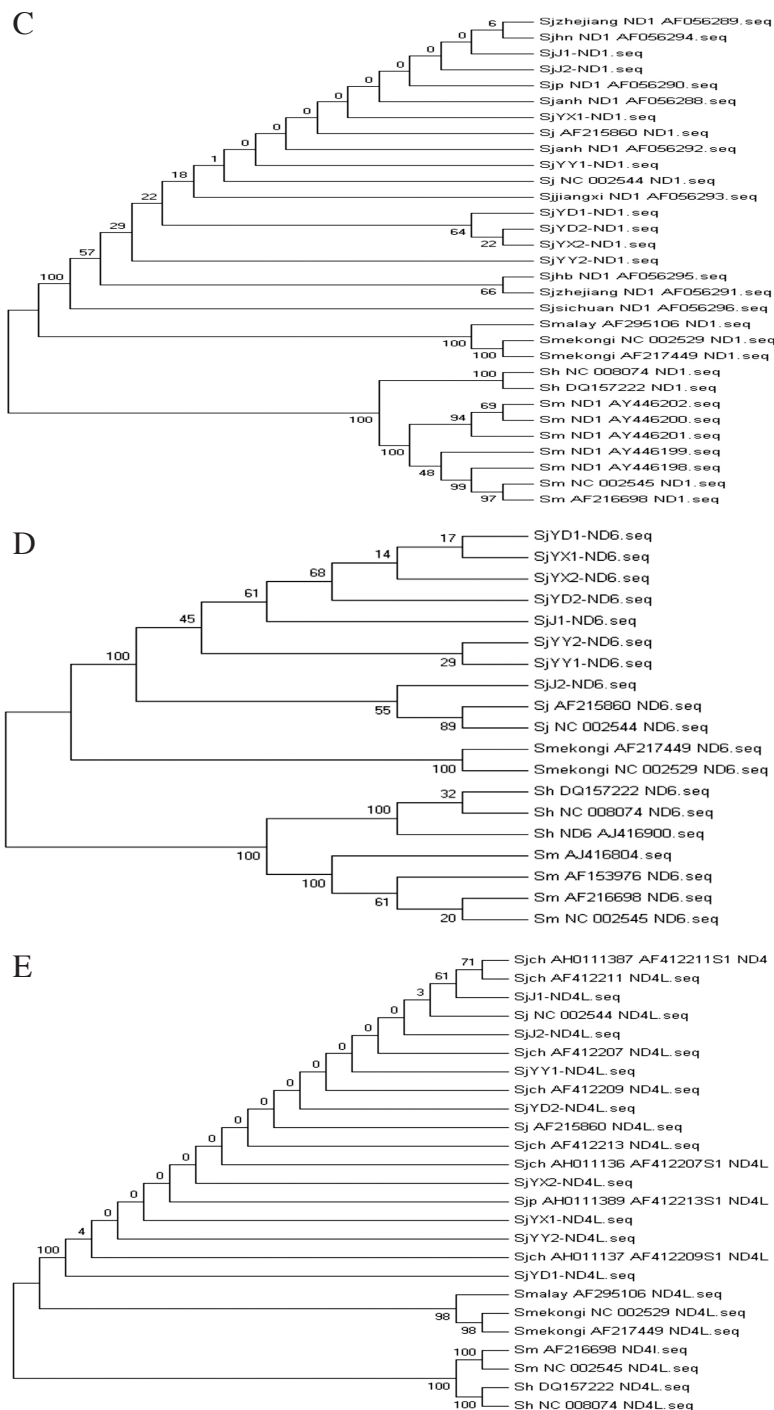 C
6 Sjzhejiang ND1 AF056289.seq
0 Sjhn ND1 AF056294.seq
0 SjJ1-ND1.seq
0 SjJ2-ND1.seq
0 Sjp ND1 AF056290.seq
0 Sjanh ND1 AF056288.seq
0 SjYX1-ND1.seq
0 Sj AF215860 ND1.seq
0 Sjanh ND1 AF056292.seq
0 SjYY1-ND1.seq
1 Sj NC 002544 ND1.seq
18 Sjjiangxi ND1 AF056293.seq
22 SjYD1-ND1.seq
64 SjYD2-ND1.seq
22 SjYX2-ND1.seq
29 SjYY2-ND1.seq
57 Sjhb ND1 AF056295.seq
66 Sjzhejiang ND1 AF056291.seq
100 Sjsichuan ND1 AF056296.seq
Smalay AF295106 ND1.seq
100 Smekongi NC 002529 ND1.seq
100 Smekongi AF217449 ND1.seq
100 Sh NC 008074 ND1.seq
Sh DQ157222 ND1.seq
69 Sm ND1 AY446202.seq
100 94 Sm ND1 AY446200.seq
Sm ND1 AY446201.seq
100 Sm ND1 AY446199.seq
48 Sm ND1 AY446198.seq
99 Sm NC 002545 ND1.seq
97 Sm AF216698 ND1.seq
D
17 SjYD1-ND6.seq
14 SjYX1-ND6.seq
68 SjYX2-ND6.seq
61 SjYD2-ND6.seq
45 SjJ1-ND6.seq
SjYY2-ND6.seq
100 29 SjYY1-ND6.seq
SjJ2-ND6.seq
55 Sj AF215860 ND6.seq
89 Sj NC 002544 ND6.seq
Smekongi AF217449 ND6.seq
100 Smekongi NC 002529 ND6.seq
32 Sh DQ157222 ND6.seq
100 Sh NC 008074 ND6.seq
Sh ND6 AJ416900.seq
100 Sm AJ416804.seq
100 Sm AF153976 ND6.seq
61 Sm AF216698 ND6.seq
20 Sm NC 002545 ND6.seq
E
71 Sjch AH0111387 AF412211S1 ND4
61 Sjch AF412211 ND4L.seq
3 SjJ1-ND4L.seq
0 Sj NC 002544 ND4L.seq
0 SjJ2-ND4L.seq
0 Sjch AF412207 ND4L.seq
0 SjYY1-ND4L.seq
0 Sjch AF412209 ND4L.seq
0 SjYD2-ND4L.seq
0 Sj AF215860 ND4L.seq
0 Sjch AF412213 ND4L.seq
0 Sjch AH011136 AF412207S1 ND4L
0 SjYX2-ND4L.seq
0 Sjp AH0111389 AF412213S1 ND4L
0 SjYX1-ND4L.seq
4 SjYY2-ND4L.seq
100 Sjch AH011137 AF412209S1 ND4L
SjYD1-ND4L.seq
Smalay AF295106 ND4L.seq
98 Smekongi NC 002529 ND4L.seq
98 Smekongi AF217449 ND4L.seq
100 Sm AF216698 ND4l.seq
Sm NC 002545 ND4L.seq
100 Sh DQ157222 ND4L.seq
100 Sh NC 008074 ND4L.seq